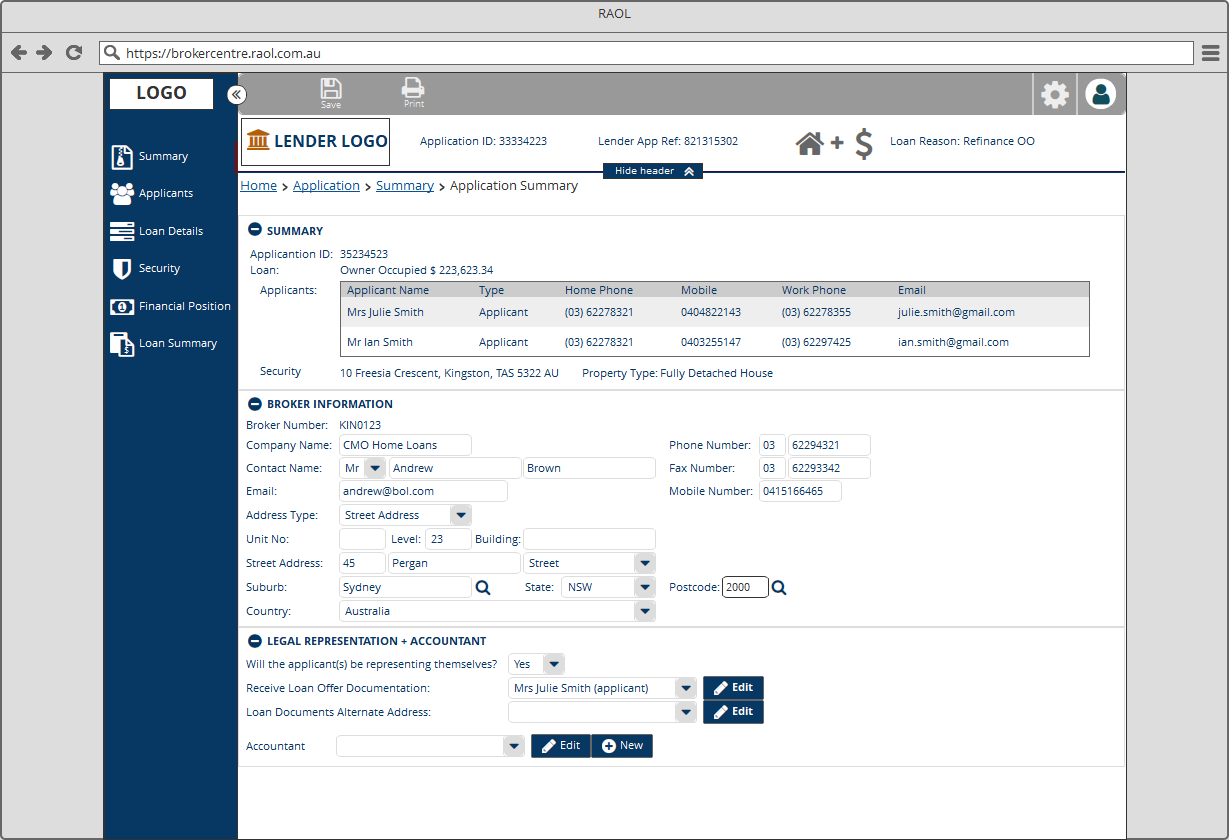 RAOL
https://brokercentre.raol.com.au
LOGO
Save
Print
LENDER LOGO
Application ID: 33334223
Lender App Ref: 821315302
$
Loan Reason: Refinance OO
Hide header
Home > Application > Summary > Application Summary
Summary
Applicants
Loan Details
Security
Financial Position
Loan Summary
SUMMARY
Applicantion ID: 35234523
Loan: Owner Occupied $ 223,623.34
Applicants:
Applicant Name Type Home Phone Mobile Work Phone Email
Mrs Julie Smith Applicant (03) 62278321 0404822143 (03) 62278355 julie.smith@gmail.com
Mr Ian Smith Applicant (03) 62278321 0403255147 (03) 62297425 ian.smith@gmail.com
Security 10 Freesia Crescent, Kingston, TAS 5322 AU Property Type: Fully Detached House
BROKER INFORMATION
Broker Number: KIN0123
Company Name: CMO Home Loans Phone Number: 03 62294321
Contact Name: Mr Andrew Brown Fax Number: 03 62293342
Email: andrew@bol.com Mobile Number: 0415166465
Address Type: Street Address
Unit No: Level: 23 Building:
Street Address: 45 Pergan Street
Suburb: Sydney State: NSW Postcode: 2000
Country: Australia
LEGAL REPRESENTATION + ACCOUNTANT
Will the applicant(s) be representing themselves? Yes
Receive Loan Offer Documentation: Mrs Julie Smith (applicant) Edit
Loan Documents Alternate Address: Edit
Accountant Edit New